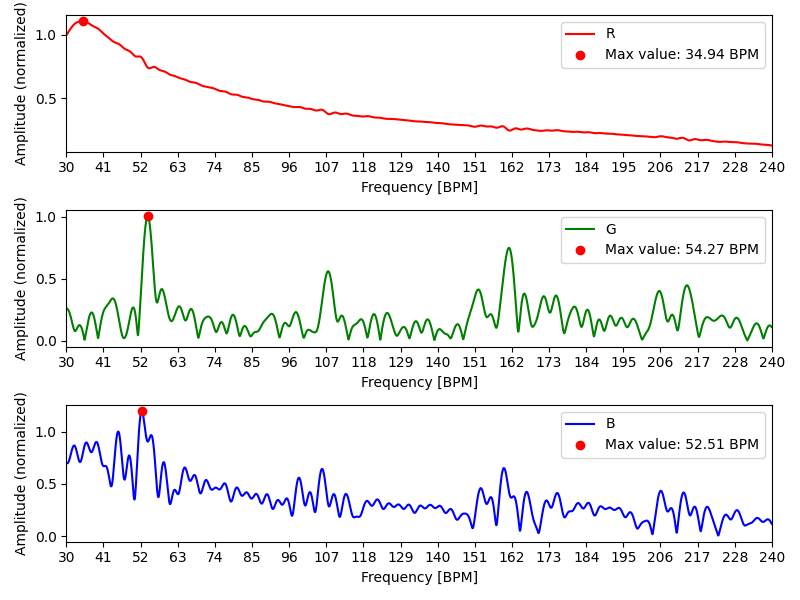 Amplitude (normalized)
1.0
0.5
R
Max value: 34.94 BPM
30 41 52 63 74 85 96 107 118 129 140 151 162 173 184 195 206 217 228 240
Frequency [BPM]
Amplitude (normalized)
1.0
0.5
0.0
G
Max value: 54.27 BPM
30 41 52 63 74 85 96 107 118 129 140 151 162 173 184 195 206 217 228 240
Frequency [BPM]
Amplitude (normalized)
1.0
0.5
0.0
B
Max value: 52.51 BPM
30 41 52 63 74 85 96 107 118 129 140 151 162 173 184 195 206 217 228 240
Frequency [BPM]